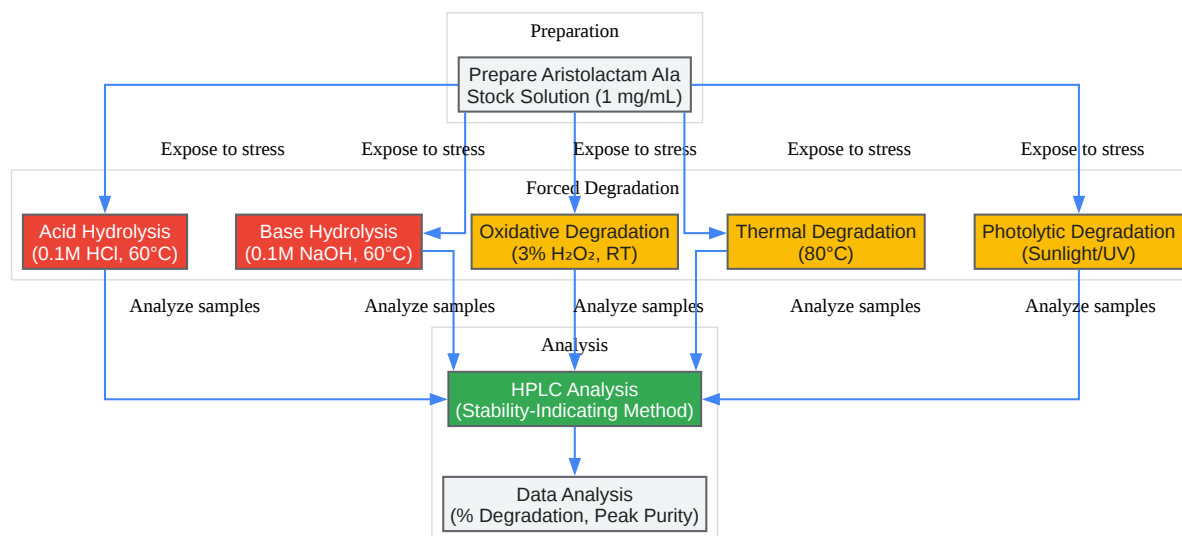 Preparation
Prepare Aristolactam AIa
Stock Solution (1 mg/mL)
Expose to stress
Expose to stress
Expose to stress
Expose to stress
Expose to stress
Forced Degradation
Acid Hydrolysis
(0.1M HCl, 60°C)
Base Hydrolysis
(0.1M NaOH, 60°C)
Oxidative Degradation
(3% H₂O₂, RT)
Thermal Degradation
(80°C)
Photolytic Degradation
(Sunlight/UV)
Analyze samples
Analyze samples
Analyze samples
Analyze samples
Analyze samples
Analysis
HPLC Analysis
(Stability-Indicating Method)
Data Analysis
(% Degradation, Peak Purity)